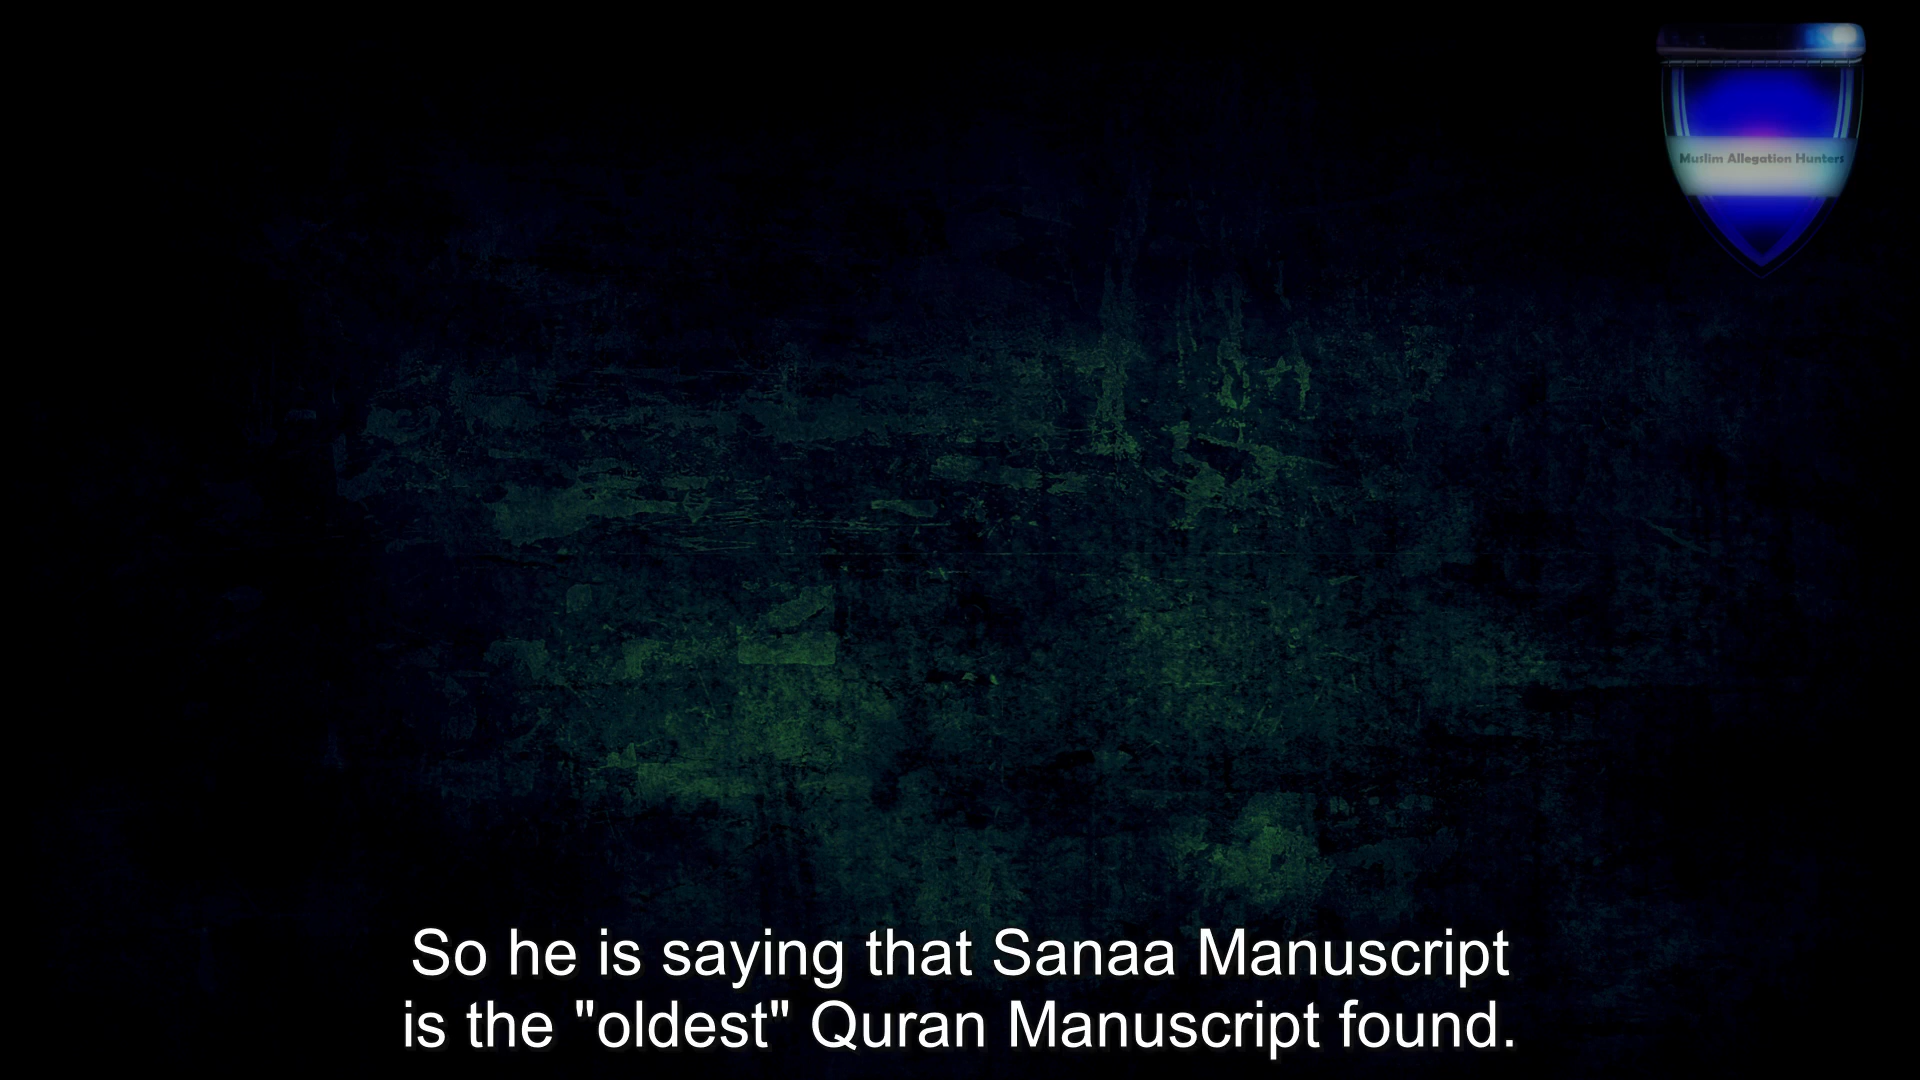 Muslim Allegation Hunters
So he is saying that Sanaa Manuscript
is the "oldest" Quran Manuscript found.